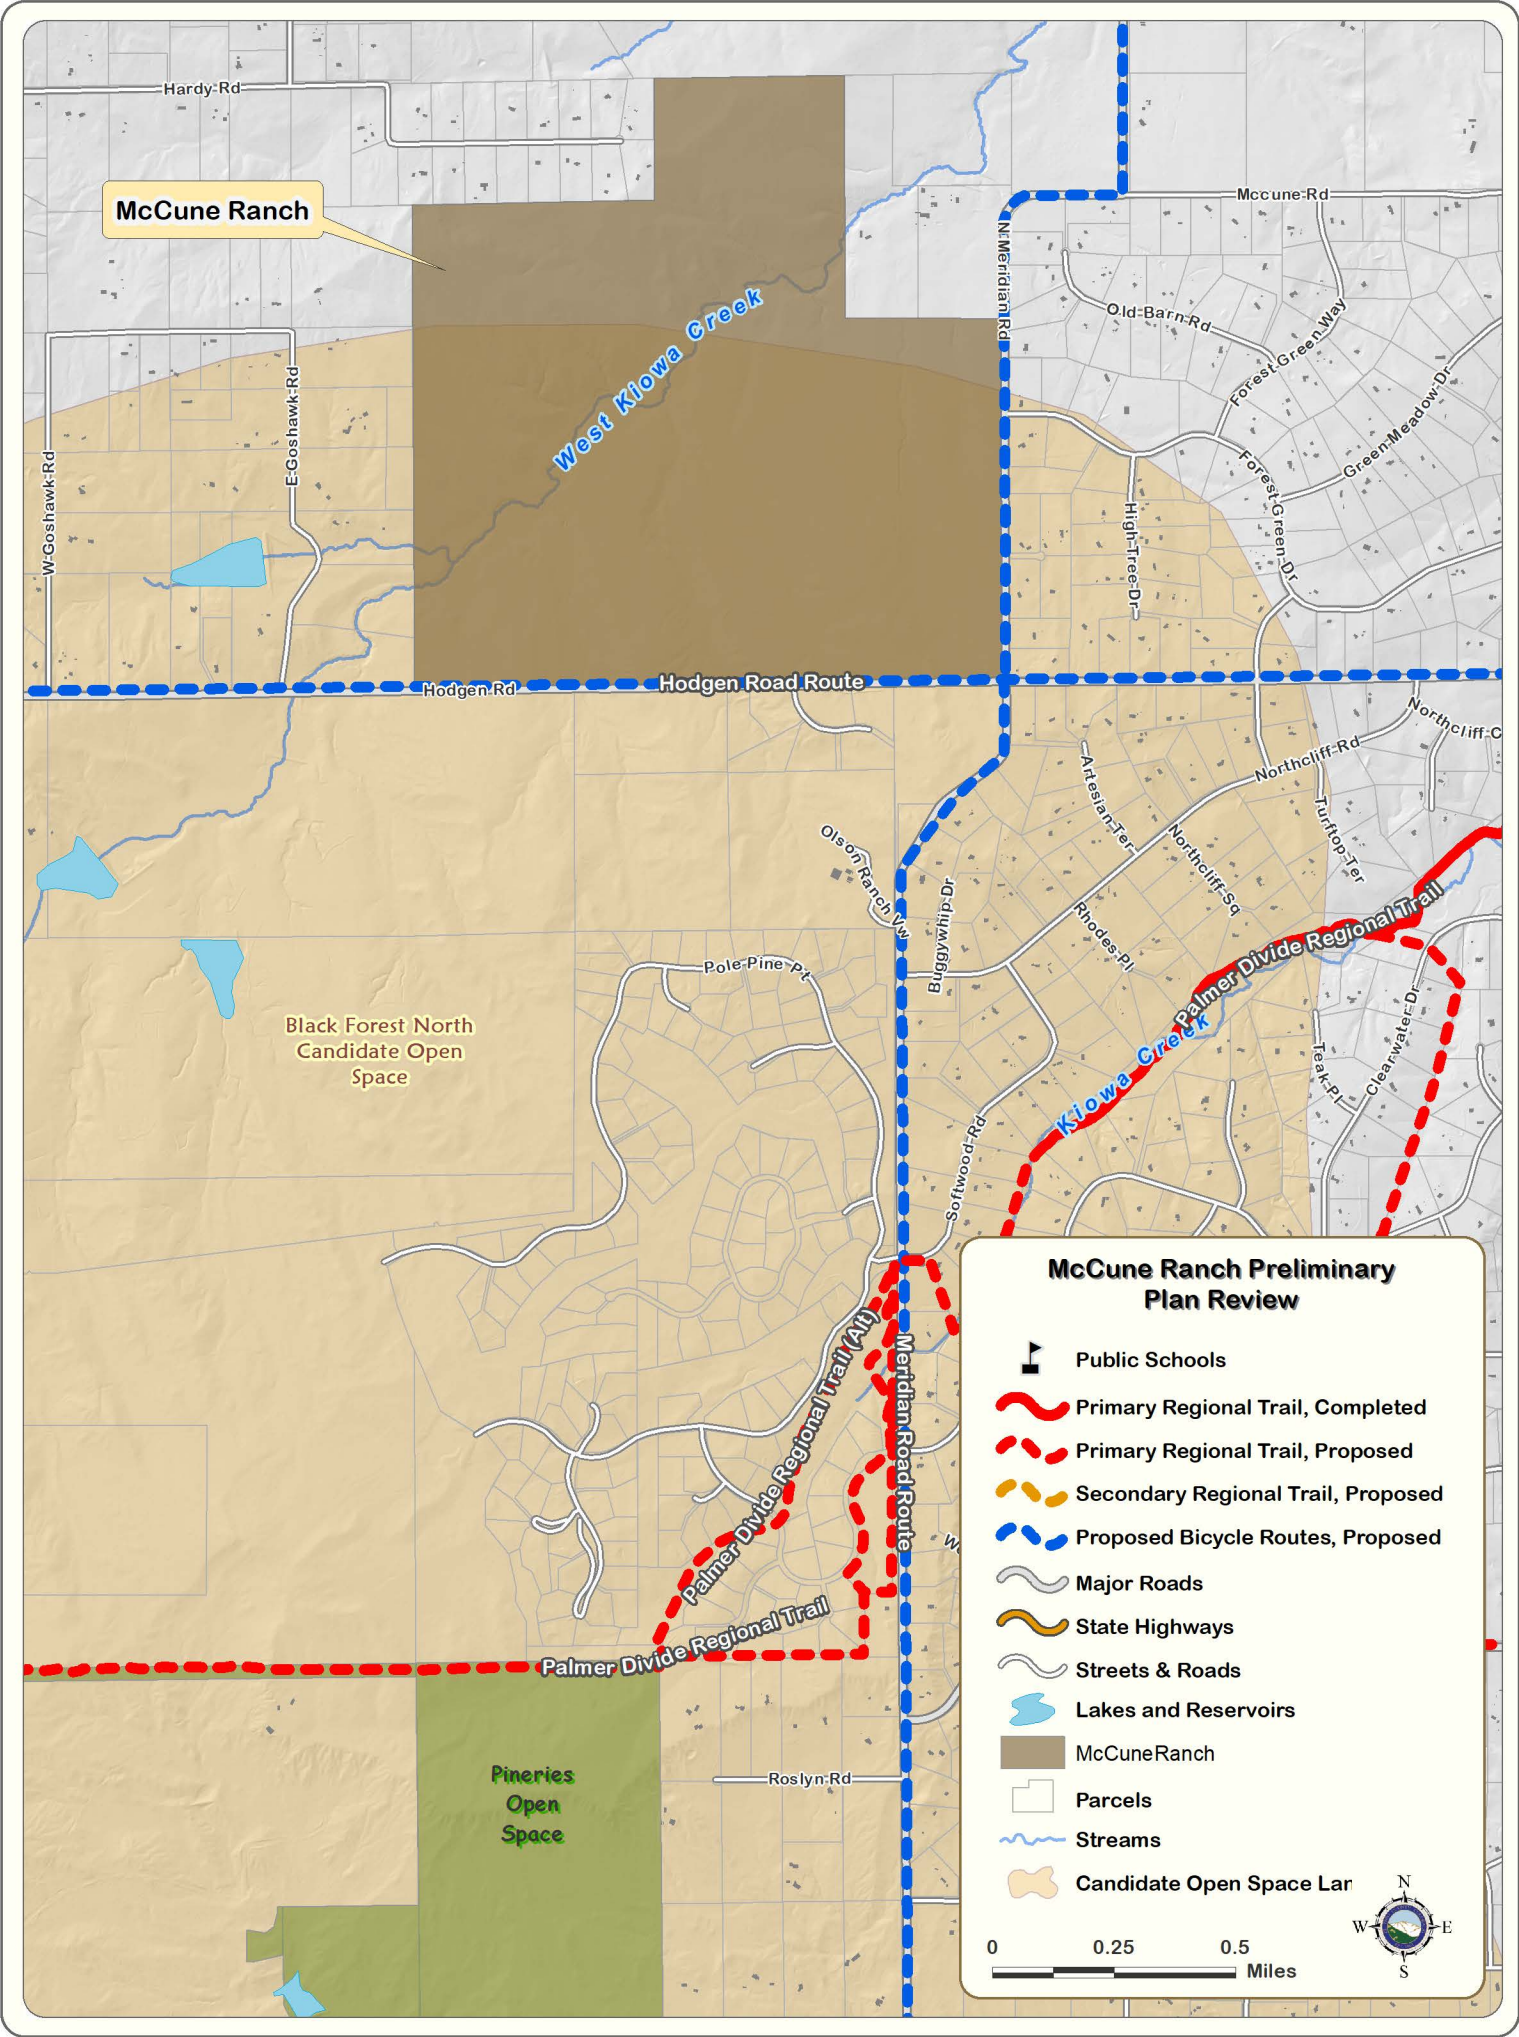 Hardy Rd
McCune Ranch
Mccune Rd
N Meridian Rd
Old Barn Rd
Forest Green Way
Green Meadow Dr
West Kiowa Creek
E Goshawk Rd
W Goshawk Rd
Forest Green Dr
High Tree Dr
Hodgen Rd
Hodgen Road Route
Northcliff C
Northcliff Rd
Artesian Ter
Turftop Ter
Northcliff Sq
Olson Ranch Vw
Buggywhip Dr
Rhodes Pl
Palmer Divide Regional Trail
Pole Pine Pt
Black Forest North
Candidate Open
Space
Kiowa Creek
Teak Pl
Clearwater Dr
Softwood Rd
Palmer Divide Regional Trail (Alt)
Meridian Road Route
Palmer Divide Regional Trail
Pineries
Open
Space
Roslyn Rd
McCune Ranch Preliminary
Plan Review
Public Schools
Primary Regional Trail, Completed
Primary Regional Trail, Proposed
Secondary Regional Trail, Proposed
Proposed Bicycle Routes, Proposed
Major Roads
State Highways
Streets & Roads
Lakes and Reservoirs
McCuneRanch
Parcels
Streams
Candidate Open Space Lan
N
W E
S
0 0.25 0.5
Miles